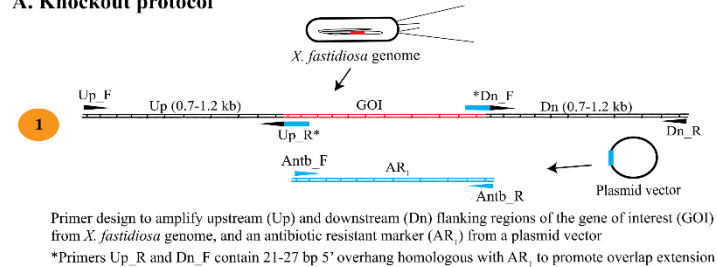 A. Knockout protocol
X. fastidiosa genome
Up_F
Up (0.7-1.2 kb)
GOI
*Dn_F
Dn (0.7-1.2 kb)
1
Up_R*
Dn_R
Antb_F
AR₁
Antb_R
Plasmid vector
Primer design to amplify upstream (Up) and downstream (Dn) flanking regions of the gene of interest (GOI)
from X. fastidiosa genome, and an antibiotic resistant marker (AR₁) from a plasmid vector
*Primers Up_R and Dn_F contain 21-27 bp 5' overhang homologous with AR₁ to promote overlap extension